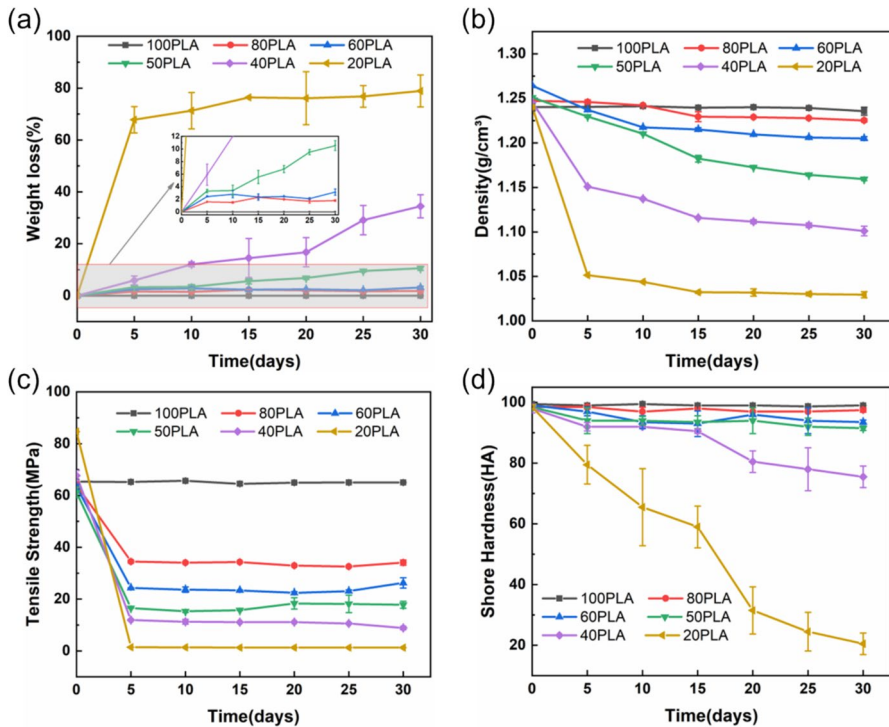 (a)
100PLA 80PLA 60PLA
50PLA 40PLA 20PLA
Weight loss(%)
100
80
60
40
20
0
12
10
8
6
4
2
0
0 5 10 15 20 25 30
0 5 10 15 20 25 30
Time(days)
(b)
100PLA 80PLA 60PLA
50PLA 40PLA 20PLA
Density(g/cm³)
1.30
1.25
1.20
1.15
1.10
1.05
1.00
0 5 10 15 20 25 30
Time(days)
(c)
100PLA 80PLA 60PLA
50PLA 40PLA 20PLA
Tensile Strength(MPa)
100
80
60
40
20
0
0 5 10 15 20 25 30
Time(days)
(d)
Shore Hardness(HA)
100
80
60
40
20
100PLA 80PLA
60PLA 50PLA
40PLA 20PLA
0 5 10 15 20 25 30
Time(days)